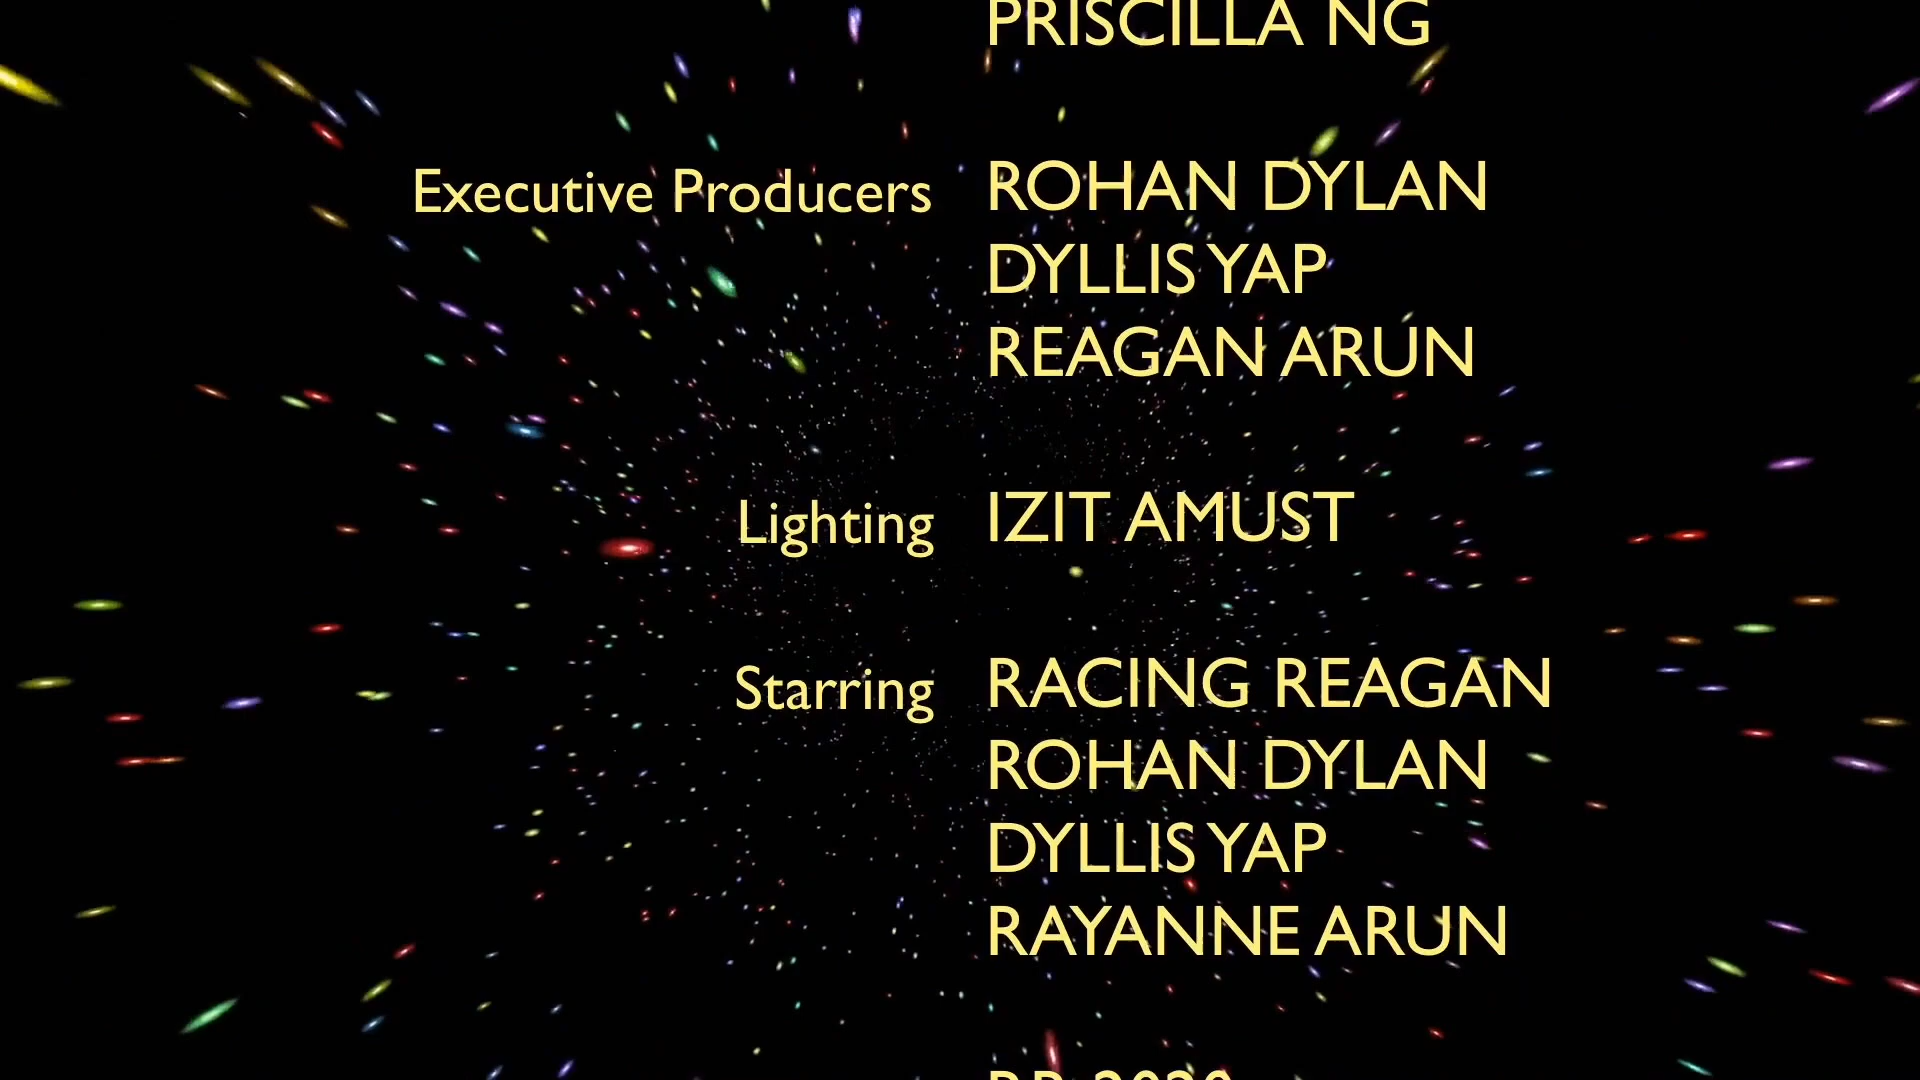 PRISCILLA NG
Executive Producers ROHAN DYLAN
DYLLIS YAP
REAGAN ARUN
Lighting IZIT AMUST
Starring RACING REAGAN
ROHAN DYLAN
DYLLIS YAP
RAYANNE ARUN